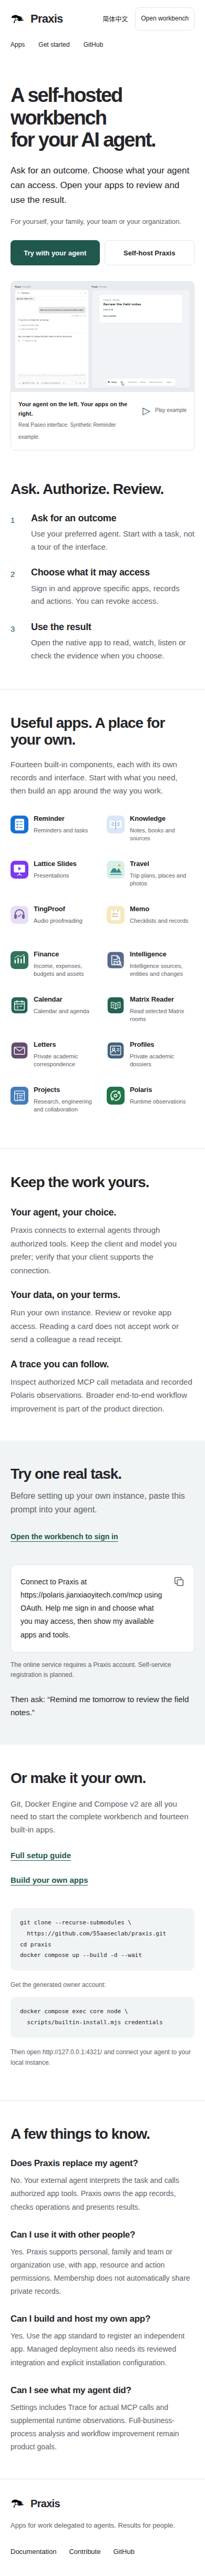 Praxis
简体中文
Open workbench
Apps
Get started
GitHub
A self-hosted
workbench
for your AI agent.
Ask for an outcome. Choose what your agent
can access. Open your apps to review and
use the result.
For yourself, your family, your team or your organization.
Try with your agent
Self-host Praxis
Your agent on the left. Your apps on the
right.
Real Paseo interface. Synthetic Reminder
example.
Play example
Ask. Authorize. Review.
1
Ask for an outcome
Use your preferred agent. Start with a task, not
a tour of the interface.
2
Choose what it may access
Sign in and approve specific apps, records
and actions. You can revoke access.
3
Use the result
Open the native app to read, watch, listen or
check the evidence when you choose.
Useful apps. A place for
your own.
Fourteen built-in components, each with its own
records and interface. Start with what you need,
then build an app around the way you work.
Reminder
Reminders and tasks
Knowledge
Notes, books and
sources
Lattice Slides
Presentations
Travel
Trip plans, places and
photos
TingProof
Audio proofreading
Memo
Checklists and records
Finance
Income, expenses,
budgets and assets
Intelligence
Intelligence sources,
entities and changes
Calendar
Calendar and agenda
Matrix Reader
Read selected Matrix
rooms
Letters
Private academic
correspondence
Profiles
Private academic
dossiers
Projects
Research, engineering
and collaboration
Polaris
Runtime observations
Keep the work yours.
Your agent, your choice.
Praxis connects to external agents through
authorized tools. Keep the client and model you
prefer; verify that your client supports the
connection.
Your data, on your terms.
Run your own instance. Review or revoke app
access. Reading a card does not accept work or
send a colleague a read receipt.
A trace you can follow.
Inspect authorized MCP call metadata and recorded
Polaris observations. Broader end-to-end workflow
improvement is part of the product direction.
Try one real task.
Before setting up your own instance, paste this
prompt into your agent.
Open the workbench to sign in
Connect to Praxis at
https://polaris.jianxiaoyitech.com/mcp using
OAuth. Help me sign in and choose what
you may access, then show my available
apps and tools.
The online service requires a Praxis account. Self-service
registration is planned.
Then ask: “Remind me tomorrow to review the field
notes.”
Or make it your own.
Git, Docker Engine and Compose v2 are all you
need to start the complete workbench and fourteen
built-in apps.
Full setup guide
Build your own apps
git clone --recurse-submodules \
https://github.com/55aaseclab/praxis.git
cd praxis
docker compose up --build -d --wait
Get the generated owner account:
docker compose exec core node \
scripts/builtin-install.mjs credentials
Then open http://127.0.0.1:4321/ and connect your agent to your
local instance.
A few things to know.
Does Praxis replace my agent?
No. Your external agent interprets the task and calls
authorized app tools. Praxis owns the app records,
checks operations and presents results.
Can I use it with other people?
Yes. Praxis supports personal, family and team or
organization use, with app, resource and action
permissions. Membership does not automatically share
private records.
Can I build and host my own app?
Yes. Use the app standard to register an independent
app. Managed deployment also needs its reviewed
integration and explicit installation configuration.
Can I see what my agent did?
Settings includes Trace for actual MCP calls and
supplemental runtime observations. Full-business-
process analysis and workflow improvement remain
product goals.
Praxis
Apps for work delegated to agents. Results for people.
Documentation
Contribute
GitHub